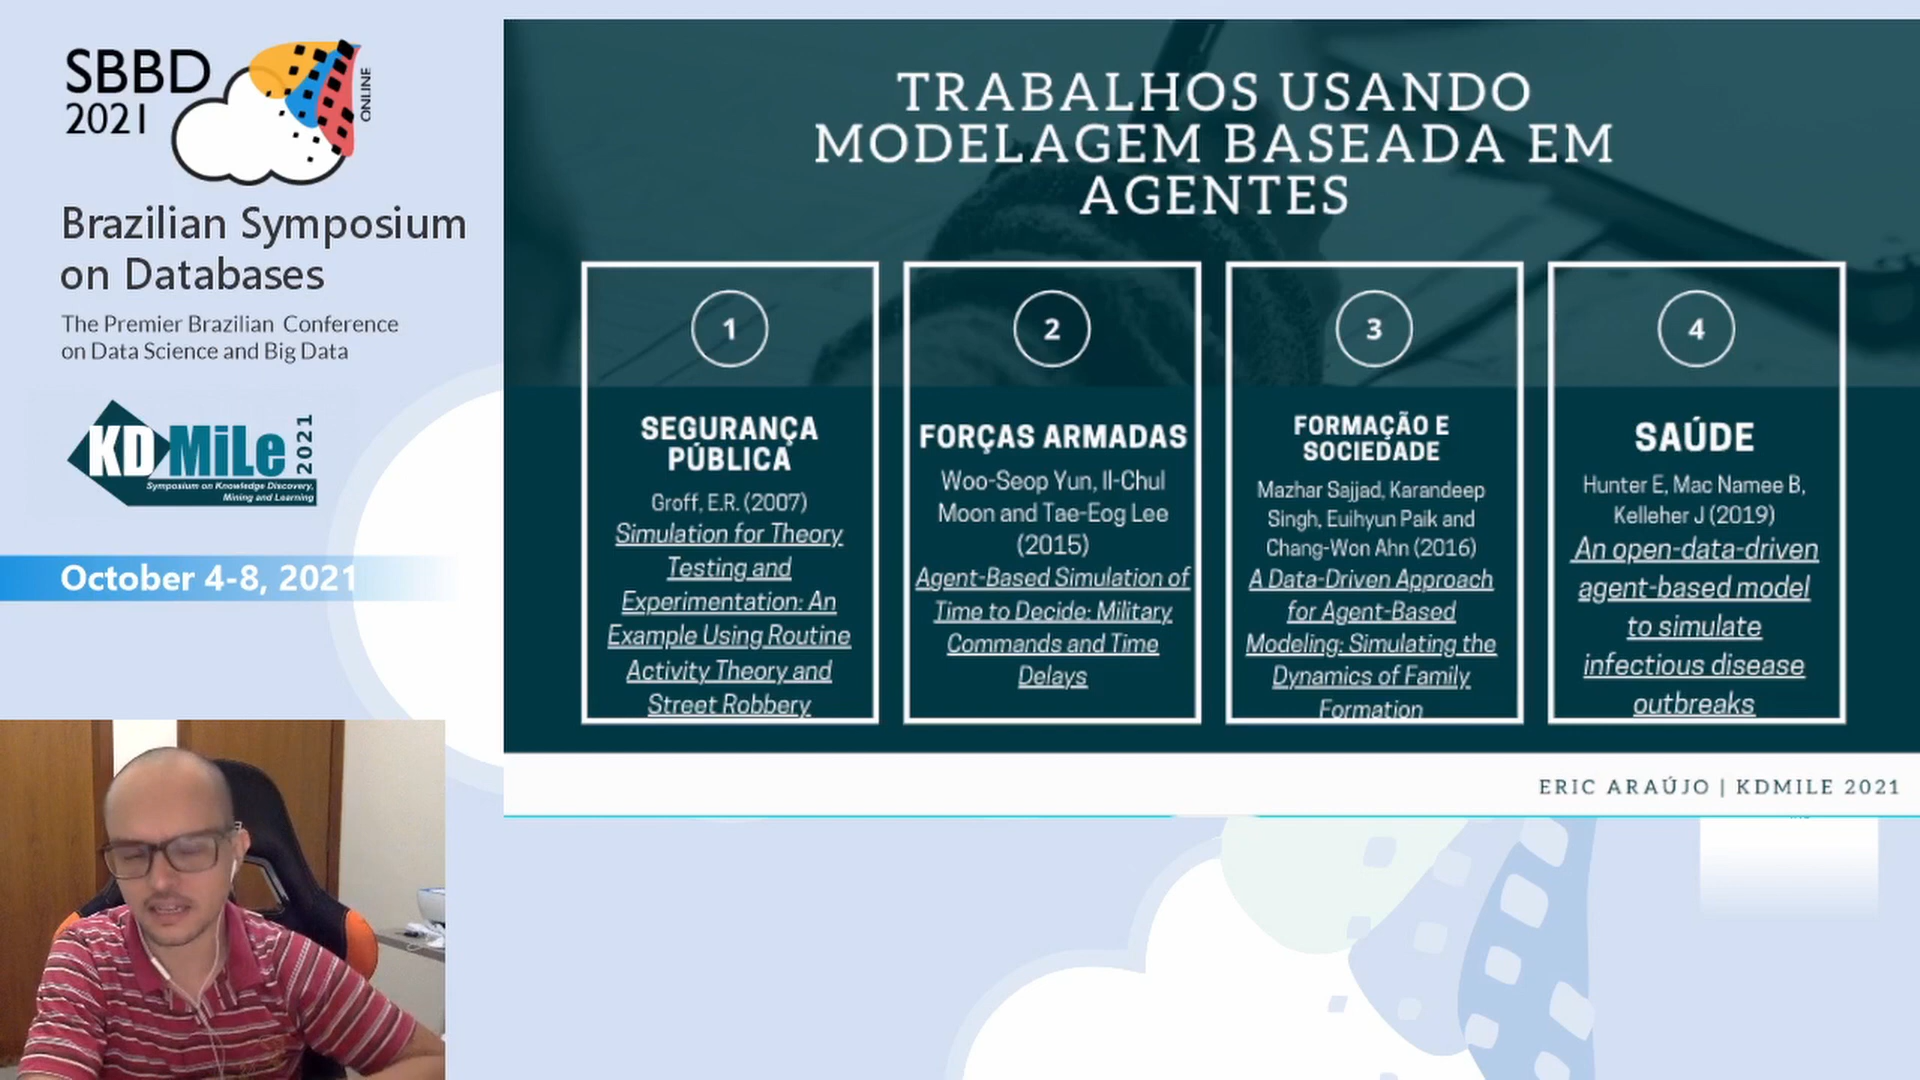 SBBD
2021
ONLINE
Brazilian Symposium
on Databases
The Premier Brazilian Conference
on Data Science and Big Data
KDMiLe 2021
Symposium on Knowledge Discovery,
Mining and Learning
October 4-8, 2021
TRABALHOS USANDO
MODELAGEM BASEADA EM
AGENTES
1
SEGURANÇA
PÚBLICA
Groff, E.R. (2007)
Simulation for Theory
Testing and
Experimentation: An
Example Using Routine
Activity Theory and
Street Robbery
2
FORÇAS ARMADAS
Woo-Seop Yun, Il-Chul
Moon and Tae-Eog Lee
(2015)
Agent-Based Simulation of
Time to Decide: Military
Commands and Time
Delays
3
FORMAÇÃO E
SOCIEDADE
Mazhar Sajjad, Karandeep
Singh, Euihyun Paik and
Chang-Won Ahn (2016)
A Data-Driven Approach
for Agent-Based
Modeling: Simulating the
Dynamics of Family
Formation
4
SAÚDE
Hunter E, Mac Namee B,
Kelleher J (2019)
An open-data-driven
agent-based model
to simulate
infectious disease
outbreaks
ERIC ARAÚJO | KDMILE 2021